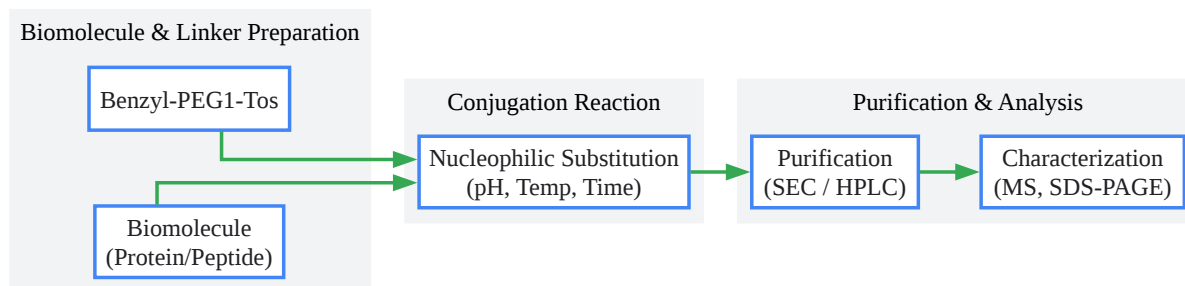 Biomolecule & Linker Preparation
Benzyl-PEG1-Tos
Biomolecule
(Protein/Peptide)
Conjugation Reaction
Nucleophilic Substitution
(pH, Temp, Time)
Purification & Analysis
Purification
(SEC / HPLC)
Characterization
(MS, SDS-PAGE)